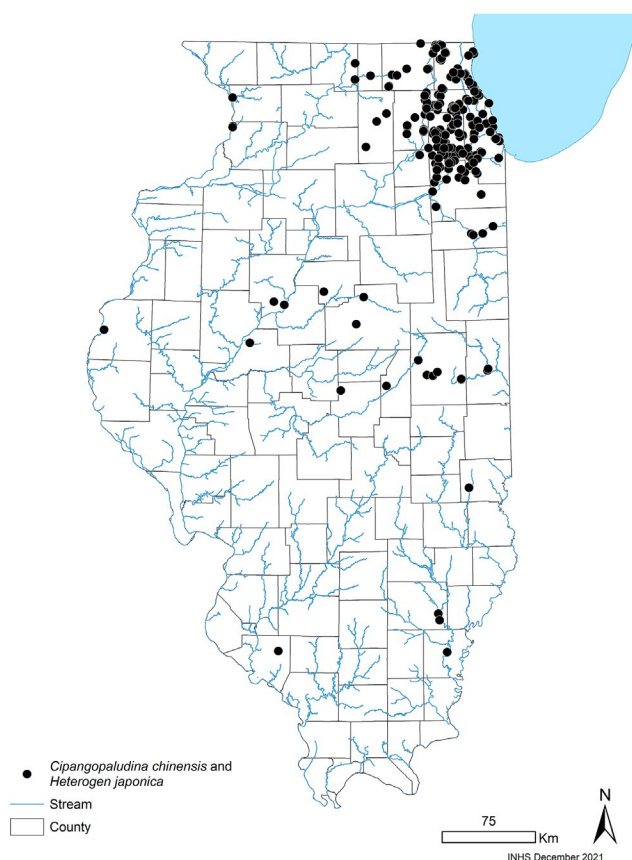 Cipangopaludina chinensis and
Heterogen japonica
Stream
County
75
Km
N
INHS December 2021